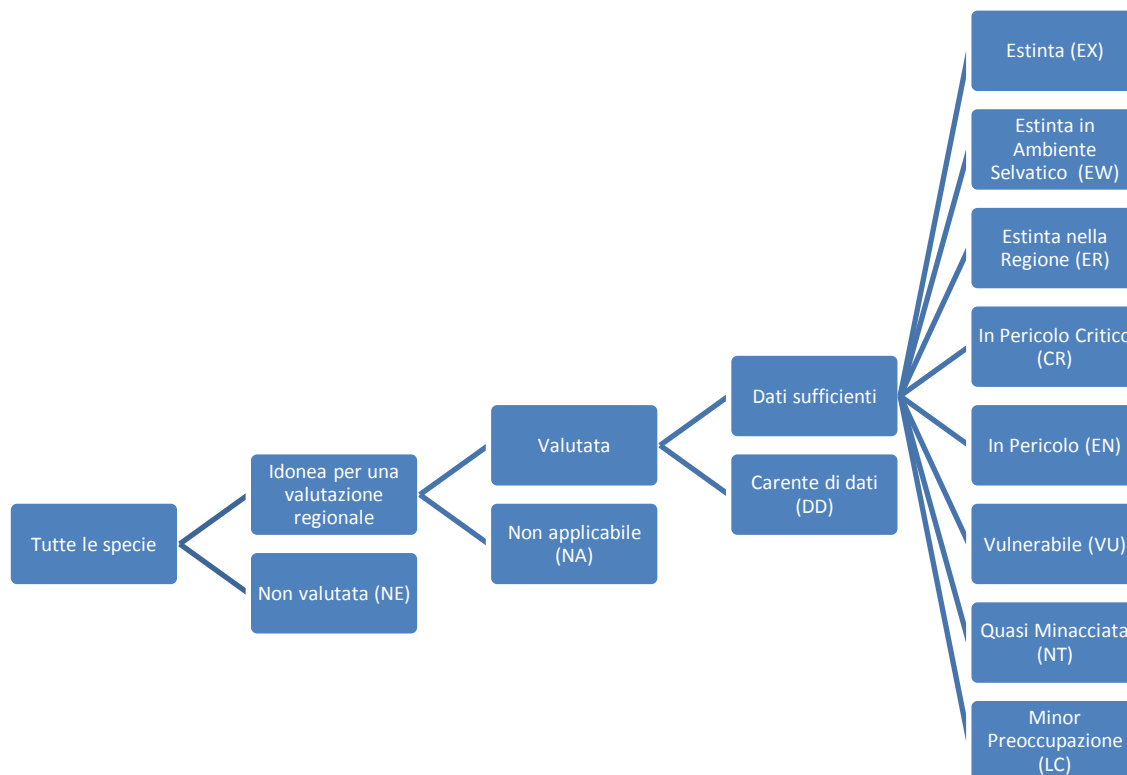 Tutte le specie
Idonea per una
valutazione
regionale
Non valutata (NE)
Valutata
Non applicabile
(NA)
Dati sufficienti
Carente di dati
(DD)
Estinta (EX)
Estinta in
Ambiente
Selvatico (EW)
Estinta nella
Regione (ER)
In Pericolo Critico
(CR)
In Pericolo (EN)
Vulnerabile (VU)
Quasi Minacciata
(NT)
Minor
Preoccupazione
(LC)